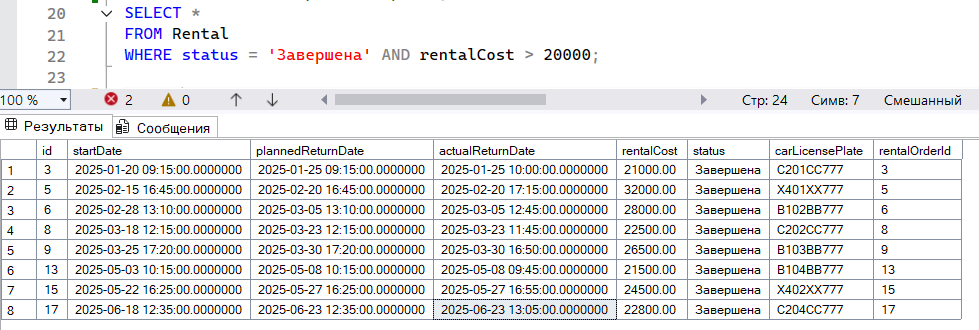 20 SELECT *
21 FROM Rental
22 WHERE status = 'Завершена' AND rentalCost > 20000;
23
100 % 2 0 Стр: 24 Симв: 7 Смешанный
Результаты Сообщения
id startDate plannedReturnDate actualReturnDate rentalCost status carLicensePlate rentalOrderId
1 3 2025-01-20 09:15:00.0000000 2025-01-25 09:15:00.0000000 2025-01-25 10:00:00.0000000 21000.00 Завершена C201CC777 3
2 5 2025-02-15 16:45:00.0000000 2025-02-20 16:45:00.0000000 2025-02-20 17:15:00.0000000 32000.00 Завершена X401XX777 5
3 6 2025-02-28 13:10:00.0000000 2025-03-05 13:10:00.0000000 2025-03-05 12:45:00.0000000 28000.00 Завершена B102BB777 6
4 8 2025-03-18 12:15:00.0000000 2025-03-23 12:15:00.0000000 2025-03-23 11:45:00.0000000 22500.00 Завершена C202CC777 8
5 9 2025-03-25 17:20:00.0000000 2025-03-30 17:20:00.0000000 2025-03-30 16:50:00.0000000 26500.00 Завершена B103BB777 9
6 13 2025-05-03 10:15:00.0000000 2025-05-08 10:15:00.0000000 2025-05-08 09:45:00.0000000 21500.00 Завершена B104BB777 13
7 15 2025-05-22 16:25:00.0000000 2025-05-27 16:25:00.0000000 2025-05-27 16:55:00.0000000 24500.00 Завершена X402XX777 15
8 17 2025-06-18 12:35:00.0000000 2025-06-23 12:35:00.0000000 2025-06-23 13:05:00.0000000 22800.00 Завершена C204CC777 17